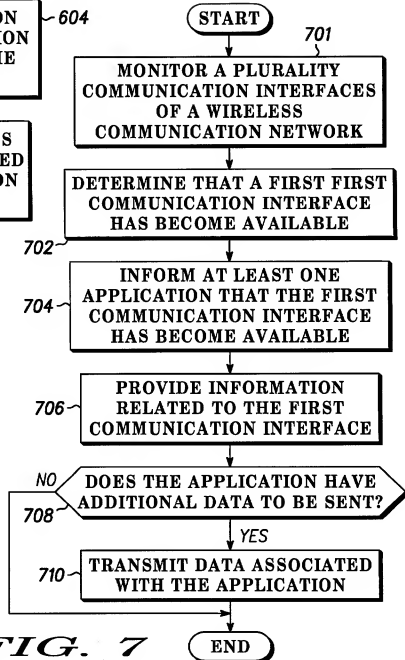 ON
ION
HE
604
S
ED
ON
START
701
MONITOR A PLURALITY
COMMUNICATION INTERFACES
OF A WIRELESS
COMMUNICATION NETWORK
DETERMINE THAT A FIRST FIRST
COMMUNICATION INTERFACE
HAS BECOME AVAILABLE
702
INFORM AT LEAST ONE
APPLICATION THAT THE FIRST
COMMUNICATION INTERFACE
HAS BECOME AVAILABLE
704
PROVIDE INFORMATION
RELATED TO THE FIRST
COMMUNICATION INTERFACE
706
NO
DOES THE APPLICATION HAVE
ADDITIONAL DATA TO BE SENT?
708
YES
710
TRANSMIT DATA ASSOCIATED
WITH THE APPLICATION
FIG. 7
END